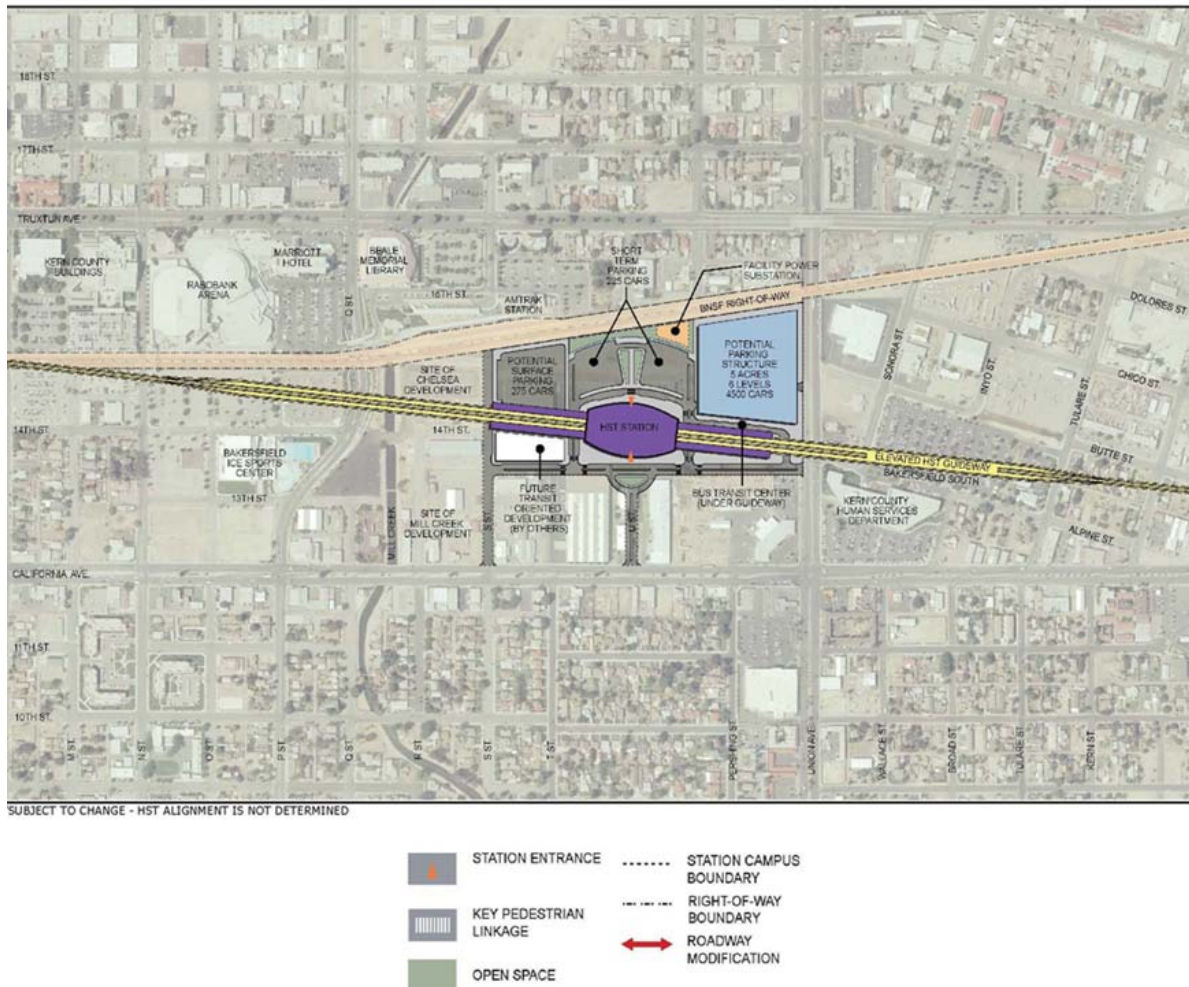 18TH ST.
17TH ST.
TRUXTUN AVE.
KERN COUNTY
BUILDINGS
RABOBANK
ARENA
MARRIOTT
HOTEL
Q ST.
BEALE
MEMORIAL
LIBRARY
16TH ST.
AMTRAK
STATION
SHORT
TERM
PARKING
225 CARS
FACILITY POWER
SUBSTATION
BNSF RIGHT-OF-WAY
SITE OF
CHELSEA
DEVELOPMENT
POTENTIAL
SURFACE
PARKING
275 CARS
POTENTIAL
PARKING
STRUCTURE
5 ACRES
6 LEVELS
4500 CARS
SONORA ST.
INYO ST.
DOLORES ST.
CHICO ST.
TULARE ST.
BUTTE ST.
14TH ST.
14TH ST.
HST STATION
ELEVATED HST GUIDEWAY
BAKERSFIELD SOUTH
BAKERSFIELD
ICE SPORTS
CENTER
13TH ST.
MILL CREEK
SITE OF
MILL CREEK
DEVELOPMENT
S ST.
FUTURE
TRANSIT
ORIENTED
DEVELOPMENT
(BY OTHERS)
U ST.
BUS TRANSIT CENTER
(UNDER GUIDEWAY)
KERN COUNTY
HUMAN SERVICES
DEPARTMENT
ALPINE ST.
CALIFORNIA AVE.
11TH ST.
10TH ST.
M ST.
N ST.
O ST.
P ST.
Q ST.
R ST.
S ST.
T ST.
PERSHING ST.
UNION AVE.
WALLACE ST.
BROAD ST.
TULARE ST.
KERN ST.
SUBJECT TO CHANGE - HST ALIGNMENT IS NOT DETERMINED
STATION ENTRANCE
KEY PEDESTRIAN
LINKAGE
OPEN SPACE
STATION CAMPUS
BOUNDARY
RIGHT-OF-WAY
BOUNDARY
ROADWAY
MODIFICATION